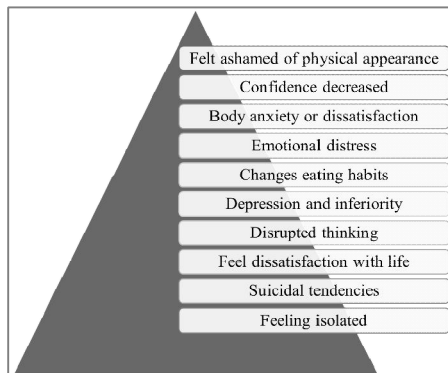 Felt ashamed of physical appearance
Confidence decreased
Body anxiety or dissatisfaction
Emotional distress
Changes eating habits
Depression and inferiority
Disrupted thinking
Feel dissatisfaction with life
Suicidal tendencies
Feeling isolated